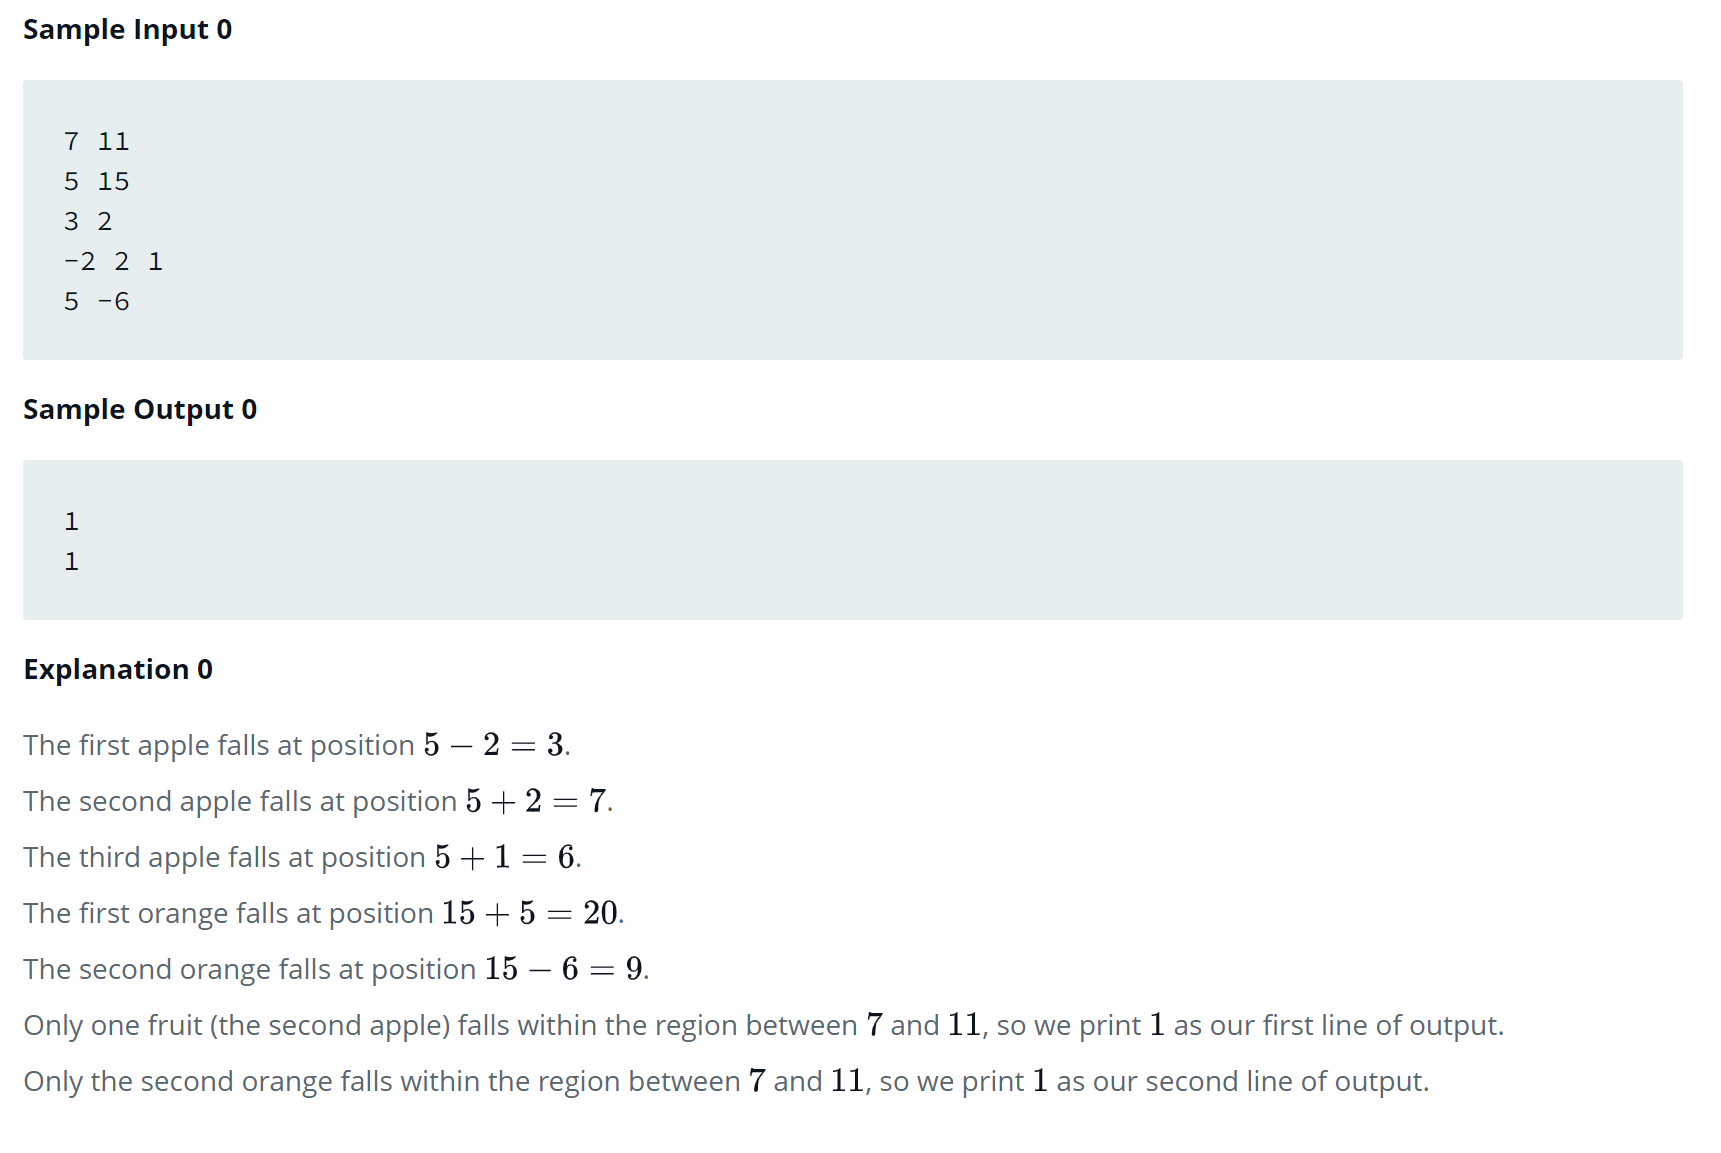 Sample Input 0
7 11
5 15
3 2
-2 2 1
5 -6
Sample Output 0
1
1
Explanation 0
The first apple falls at position 5 − 2 = 3.
The second apple falls at position 5 + 2 = 7.
The third apple falls at position 5 + 1 = 6.
The first orange falls at position 15 + 5 = 20.
The second orange falls at position 15 − 6 = 9.
Only one fruit (the second apple) falls within the region between 7 and 11, so we print 1 as our first line of output.
Only the second orange falls within the region between 7 and 11, so we print 1 as our second line of output.